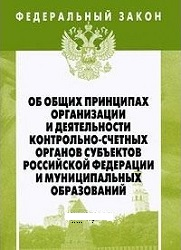 ФЕДЕРАЛЬНЫЙ ЗАКОН
ОБ ОБЩИХ ПРИНЦИПАХ
ОРГАНИЗАЦИИ
И ДЕЯТЕЛЬНОСТИ
КОНТРОЛЬНО-СЧЕТНЫХ
ОРГАНОВ СУБЪЕКТОВ
РОССИЙСКОЙ ФЕДЕРАЦИИ
И МУНИЦИПАЛЬНЫХ
ОБРАЗОВАНИЙ